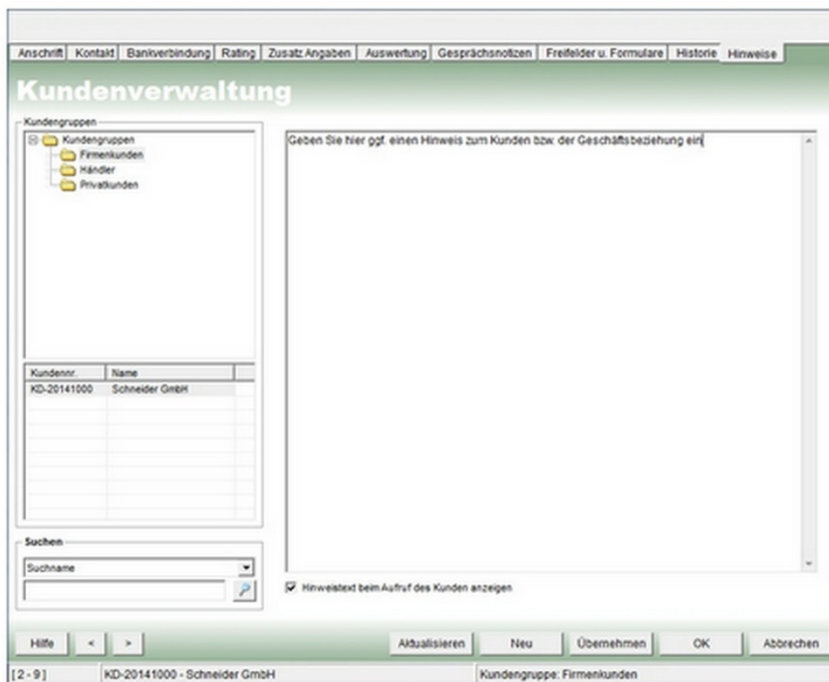 Anschrift Kontakt Bankverbindung Rating Zusatz Angaben Auswertung Gesprächsnotizen Freifelder u. Formulare Historie Hinweise
Kundenverwaltung
Kundengruppen
Kundengruppen
Firmenkunden
Händler
Privatkunden
Geben Sie hier ggf. einen Hinweis zum Kunden bzw. der Geschäftsbeziehung ein
Kundennr. Name
KD-20141000 Schneider GmbH
Suchen
Suchname
Hinweistext beim Aufruf des Kunden anzeigen
Hilfe < > Aktualisieren Neu Übernehmen OK Abbrechen
[2 - 9] KD-20141000 - Schneider GmbH Kundengruppe: Firmenkunden